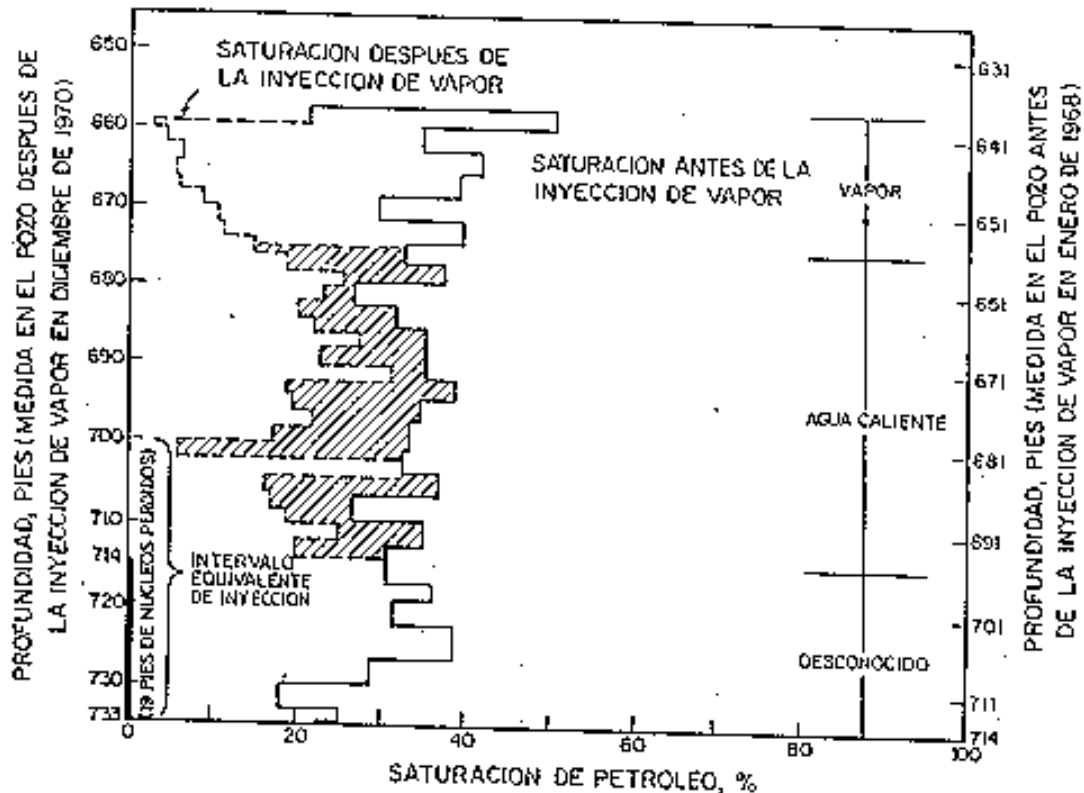 PROFUNDIDAD, PIES (MEDIDA EN EL POZO DESPUES DE
LA INYECCION DE VAPOR EN DICIEMBRE DE 1970)
650
660
670
680
690
700
710
714
720
730
733
SATURACION DESPUES DE
LA INYECCION DE VAPOR
SATURACION ANTES DE LA
INYECCION DE VAPOR
(19 PIES DE NUCLEOS PERDIDOS)
INTERVALO
EQUIVALENTE
DE INYECCION
VAPOR
AGUA CALIENTE
DESCONOCIDO
631
641
651
651
671
681
691
701
711
714
PROFUNDIDAD, PIES (MEDIDA EN EL POZO ANTES
DE LA INYECCION DE VAPOR EN ENERO DE 1968)
0
20
40
60
80
100
SATURACION DE PETROLEO, %